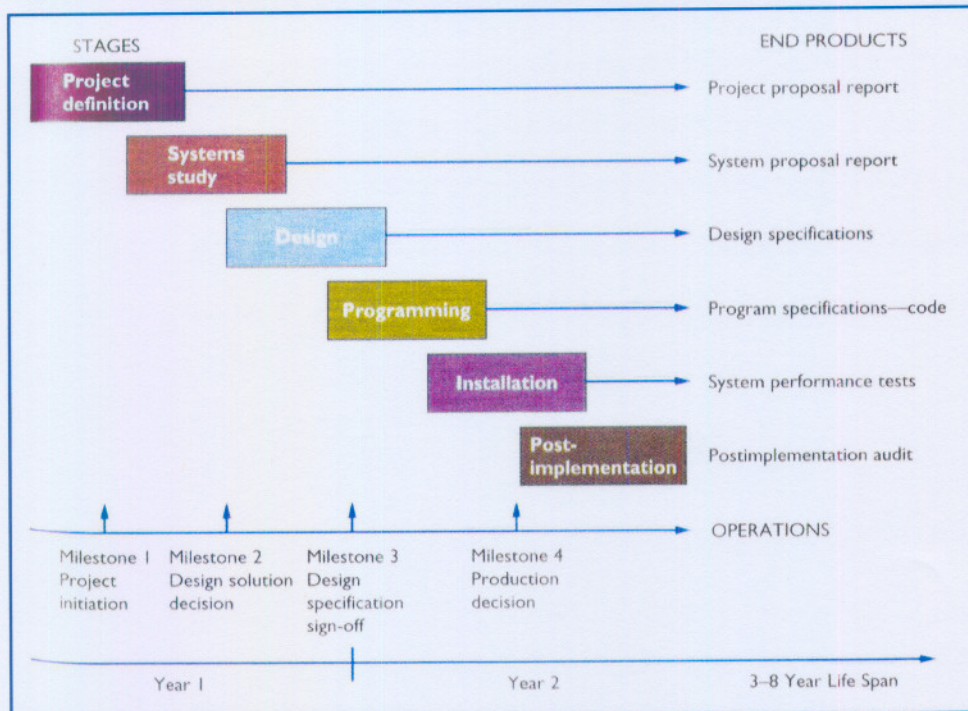 STAGES
END PRODUCTS
Project
definition
Project proposal report
Systems
study
System proposal report
Design
Design specifications
Programming
Program specifications—code
Installation
System performance tests
Post-
implementation
Postimplementation audit
OPERATIONS
Milestone 1
Project
initiation
Milestone 2
Design solution
decision
Milestone 3
Design
specification
sign-off
Milestone 4
Production
decision
Year 1
Year 2
3–8 Year Life Span